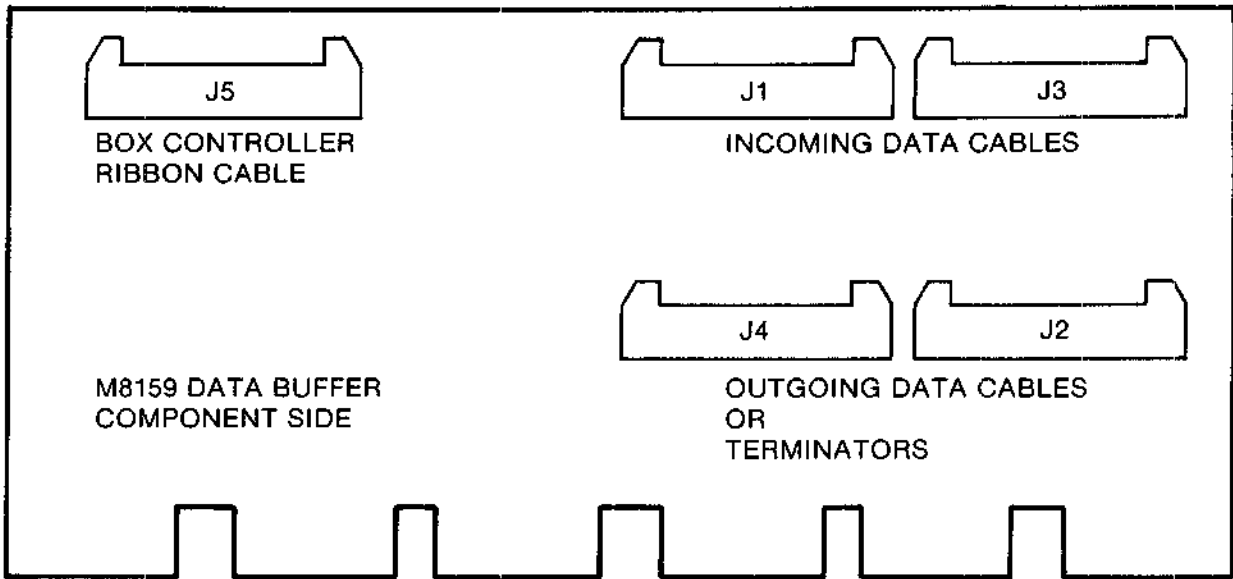 J5
BOX CONTROLLER
RIBBON CABLE
J1
J3
INCOMING DATA CABLES
J4
J2
M8159 DATA BUFFER
COMPONENT SIDE
OUTGOING DATA CABLES
OR
TERMINATORS